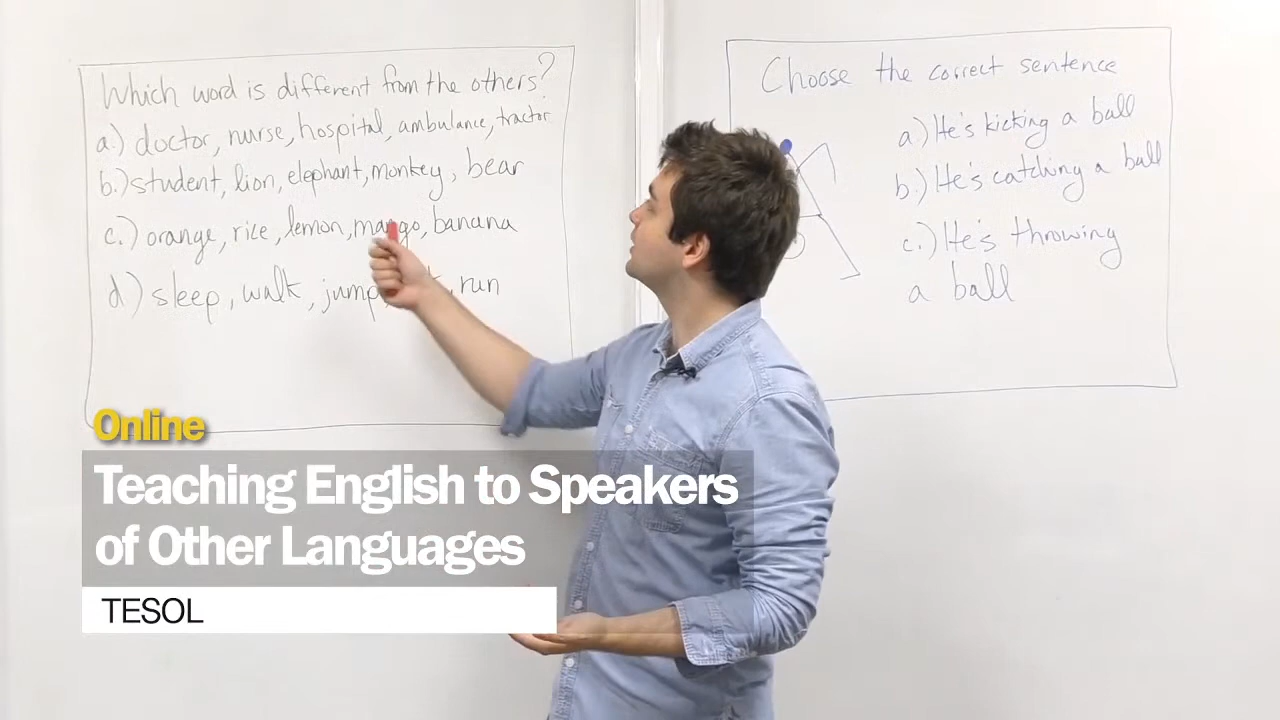 Which word is different from the others?
a.) doctor, nurse, hospital, ambulance, tractor
b.) student, lion, elephant, monkey, bear
c.) orange, rice, lemon, mango, banana
d) sleep, walk, jump, run
Choose the correct sentence
a) He's kicking a ball
b.) He's catching a ball
c.) He's throwing
a ball
Online
Teaching English to Speakers
of Other Languages
TESOL